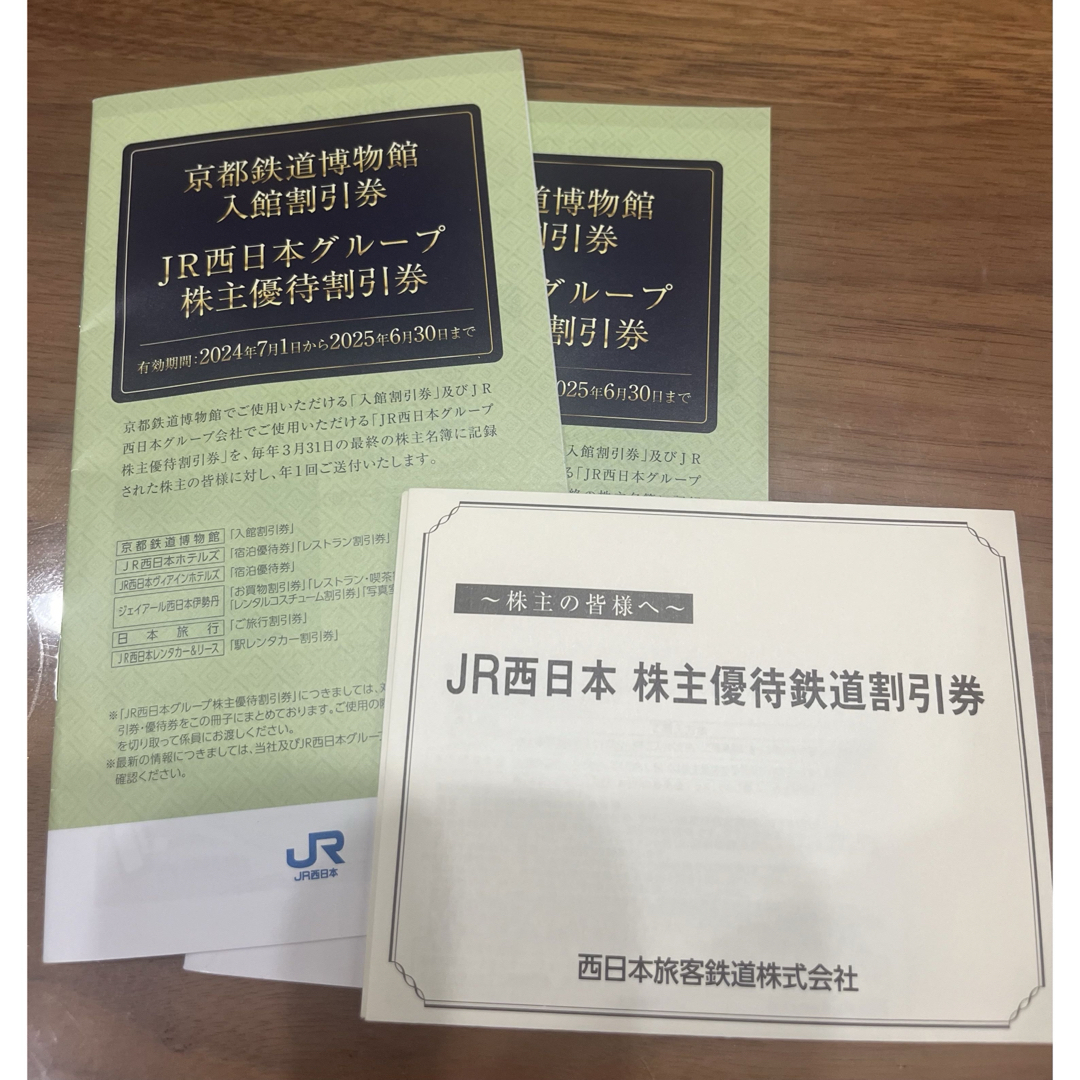 京都鉄道博物館
入館割引券
JR西日本グループ
株主優待割引券
有効期間:2024年7月1日から2025年6月30日まで
京都鉄道博物館でご使用いただける「入館割引券」及びJR
西日本グループ会社でご使用いただける「JR西日本グループ
株主優待割引券」を、毎年3月31日の最終の株主名簿に記録
された株主の皆様に対し、年1回ご送付いたします。
京都鉄道博物館 「入館割引券」
JR西日本ホテルズ 「宿泊優待券」「レストラン割引券」
JR西日本ヴィアインホテルズ 「宿泊優待券」
ジェイアール西日本伊勢丹 「お買物割引券」「レストラン・喫茶
「レンタルコスチューム割引券」「写真室
日本旅行 「ご旅行割引券」
JR西日本レンタカー&リース 「駅レンタカー割引券」
※「JR西日本グループ株主優待割引券」につきましては、
引券・優待券をこの冊子にまとめております。ご使用の際
を切り取って係員にお渡しください。
※最新の情報につきましては、当社及びJR西日本グルー
確認ください。
JR
JR西日本
道博物館
割引券
グループ
割引券
025年6月30日まで
入館割引券」及びJR
る「JR西日本グループ
~株主の皆様へ~
JR西日本 株主優待鉄道割引券
西日本旅客鉄道株式会社